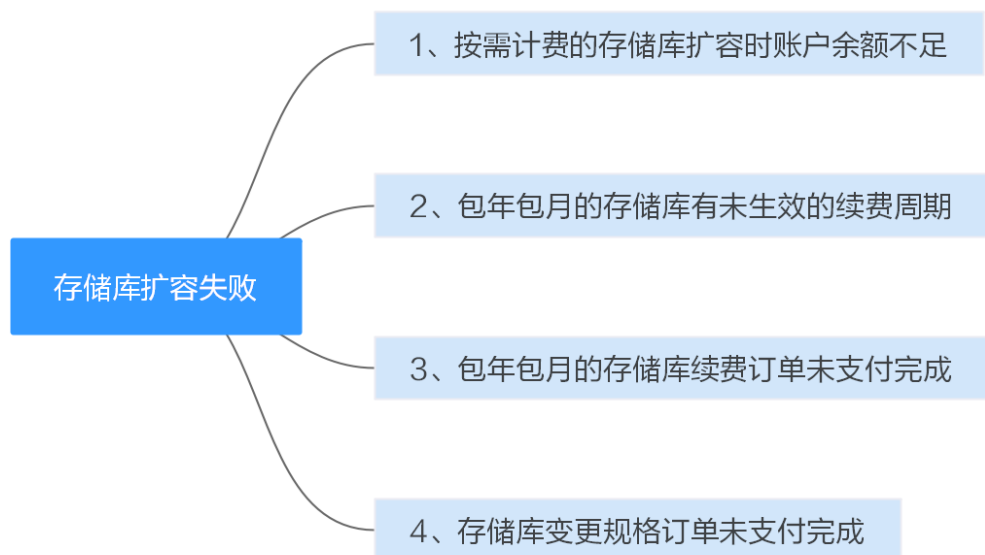 1、按需计费的存储库扩容时账户余额不足
2、包年包月的存储库有未生效的续费周期
存储库扩容失败
3、包年包月的存储库续费订单未支付完成
4、存储库变更规格订单未支付完成